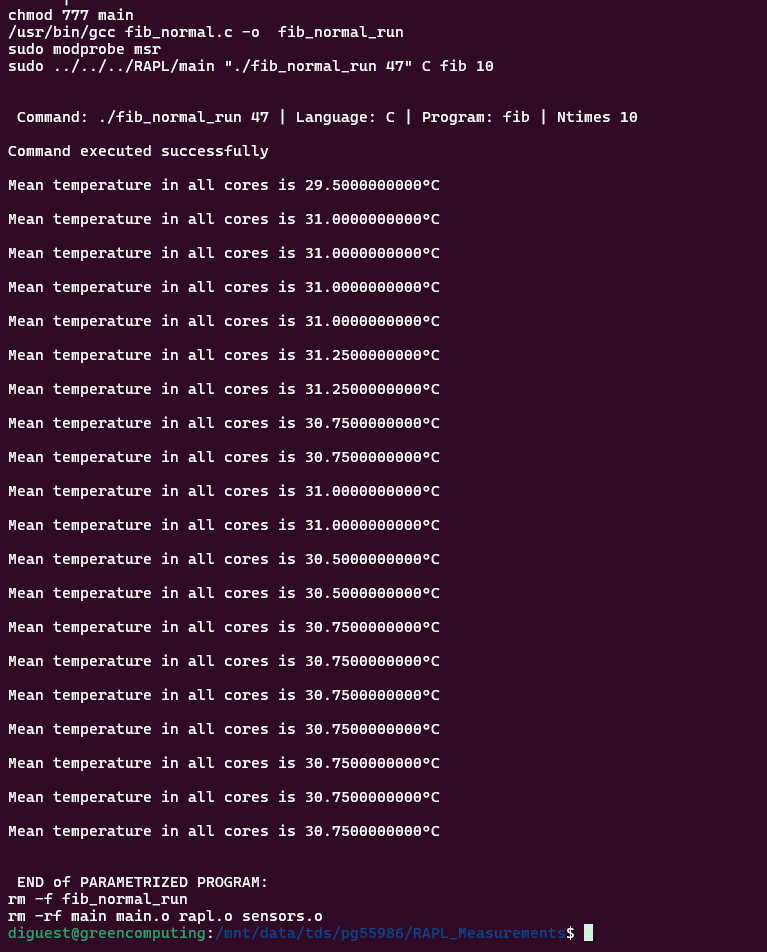 chmod 777 main
/usr/bin/gcc fib_normal.c -o  fib_normal_run
sudo modprobe msr
sudo ../../../RAPL/main "./fib_normal_run 47" C fib 10
Command: ./fib_normal_run 47 | Language: C | Program: fib | Ntimes 10
Command executed successfully
Mean temperature in all cores is 29.5000000000°C
Mean temperature in all cores is 31.0000000000°C
Mean temperature in all cores is 31.0000000000°C
Mean temperature in all cores is 31.0000000000°C
Mean temperature in all cores is 31.0000000000°C
Mean temperature in all cores is 31.2500000000°C
Mean temperature in all cores is 31.2500000000°C
Mean temperature in all cores is 30.7500000000°C
Mean temperature in all cores is 30.7500000000°C
Mean temperature in all cores is 31.0000000000°C
Mean temperature in all cores is 31.0000000000°C
Mean temperature in all cores is 30.5000000000°C
Mean temperature in all cores is 30.5000000000°C
Mean temperature in all cores is 30.7500000000°C
Mean temperature in all cores is 30.7500000000°C
Mean temperature in all cores is 30.7500000000°C
Mean temperature in all cores is 30.7500000000°C
Mean temperature in all cores is 30.7500000000°C
Mean temperature in all cores is 30.7500000000°C
Mean temperature in all cores is 30.7500000000°C
END of PARAMETRIZED PROGRAM:
rm -f fib_normal_run
rm -rf main main.o rapl.o sensors.o
diguest@greencomputing:/mnt/data/tds/pg55986/RAPL_Measurements$